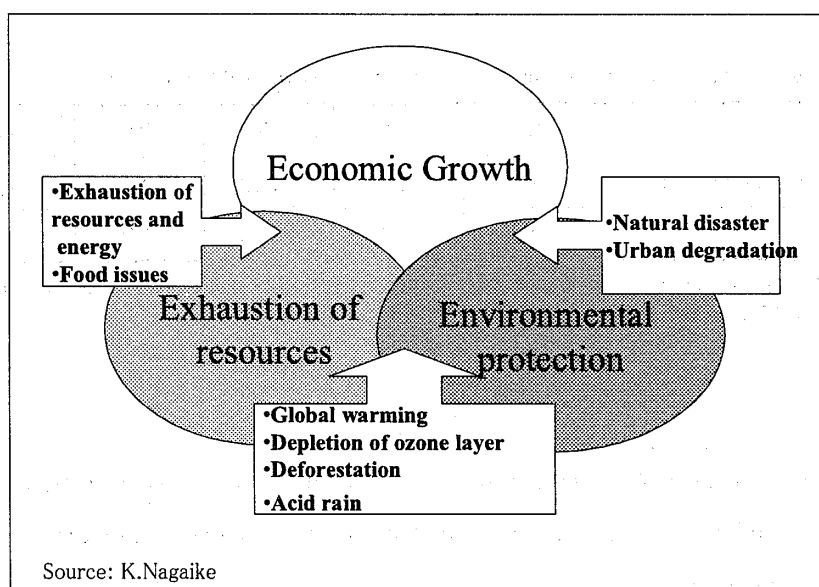 Economic Growth
•Exhaustion of
resources and
energy
•Food issues
•Natural disaster
•Urban degradation
Exhaustion of
resources
Environmental
protection
•Global warming
•Depletion of ozone layer
•Deforestation
•Acid rain
Source: K.Nagaike